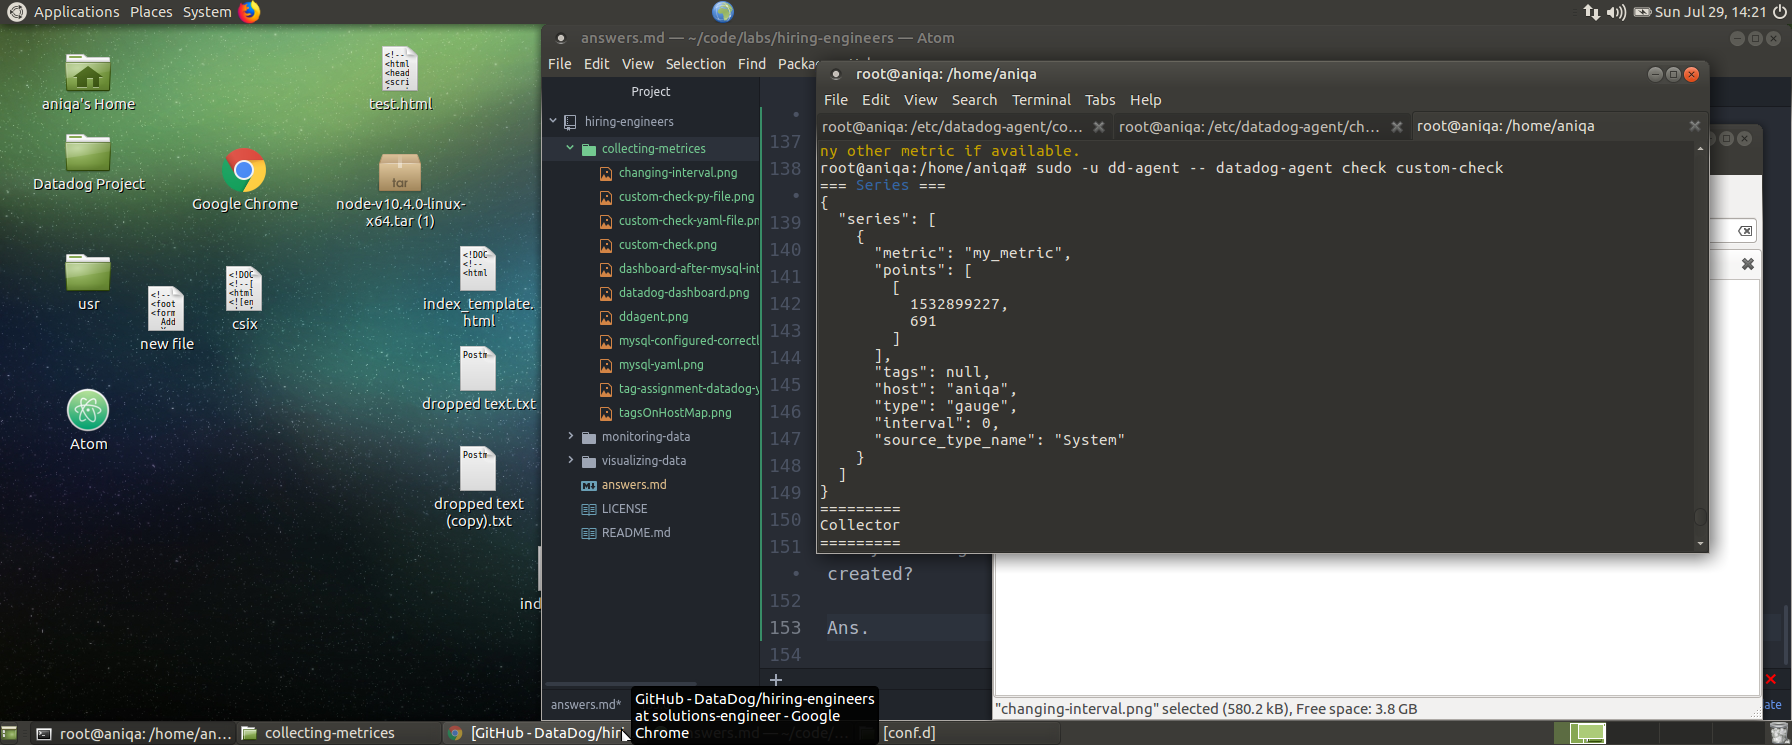 Applications Places System
Sun Jul 29, 14:21
aniqa's Home
test.html
Datadog Project
Google Chrome
node-v10.4.0-linux-
x64.tar (1)
usr
new file
csix
index_template.
html
dropped text.txt
Atom
dropped text
(copy).txt
ind
answers.md — ~/code/labs/hiring-engineers — Atom
File Edit View Selection Find Packa
Project
hiring-engineers
collecting-metrices
changing-interval.png
custom-check-py-file.png
custom-check-yaml-file.pn
custom-check.png
dashboard-after-mysql-int
datadog-dashboard.png
ddagent.png
mysql-configured-correctl
mysql-yaml.png
tag-assignment-datadog-y
tagsOnHostMap.png
monitoring-data
visualizing-data
answers.md
LICENSE
README.md
137
138
139
140
141
142
143
144
145
146
147
148
149
150
151
created?
152
153 Ans.
154
answers.md*
root@aniqa: /home/aniqa
File Edit View Search Terminal Tabs Help
root@aniqa: /etc/datadog-agent/co...
root@aniqa: /etc/datadog-agent/ch...
root@aniqa: /home/aniqa
ny other metric if available.
root@aniqa:/home/aniqa# sudo -u dd-agent -- datadog-agent check custom-check
=== Series ===
{
"series": [
{
"metric": "my_metric",
"points": [
[
1532899227,
691
]
],
"tags": null,
"host": "aniqa",
"type": "gauge",
"interval": 0,
"source_type_name": "System"
}
]
}
=========
Collector
=========
"changing-interval.png" selected (580.2 kB), Free space: 3.8 GB
ate
GitHub - DataDog/hiring-engineers
at solutions-engineer - Google
Chrome
root@aniqa: /home/an...
collecting-metrices
[GitHub - DataDog/hiri
[conf.d]